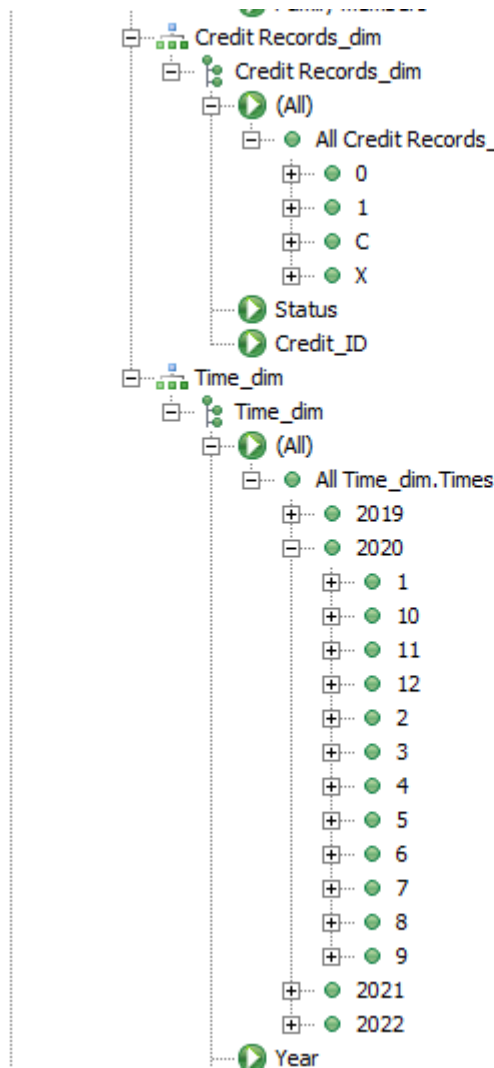 Credit Records_dim
Credit Records_dim
(All)
All Credit Records_
0
1
C
X
Status
Credit_ID
Time_dim
Time_dim
(All)
All Time_dim.Times
2019
2020
1
10
11
12
2
3
4
5
6
7
8
9
2021
2022
Year